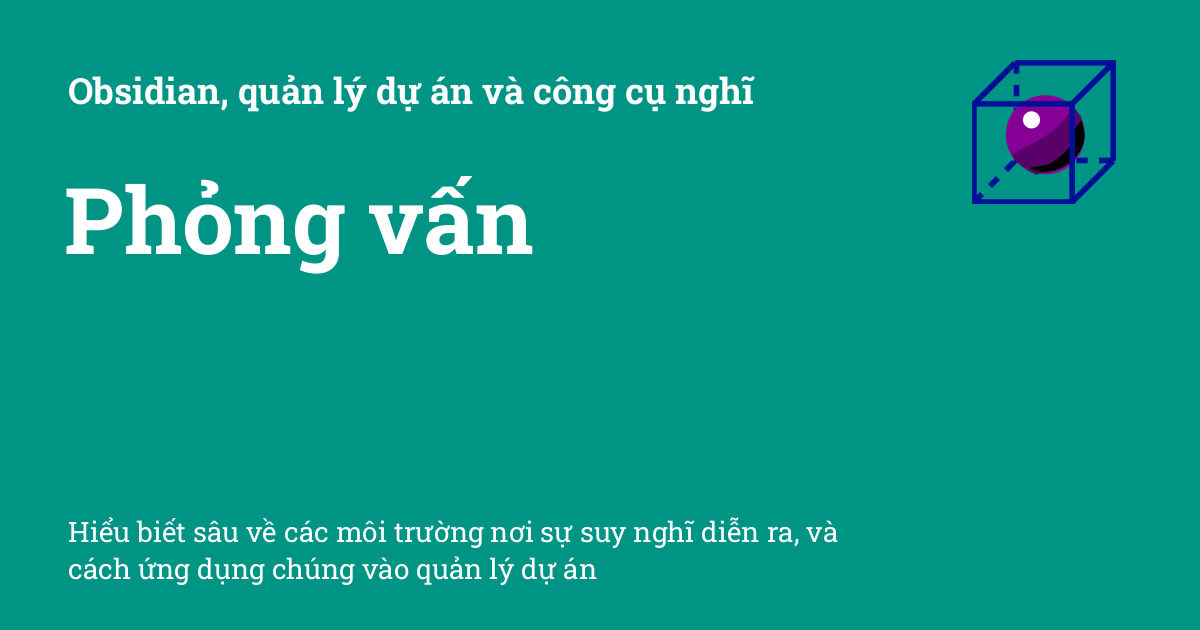 Obsidian, quản lý dự án và công cụ nghĩ
Phỏng vấn
Hiểu biết sâu về các môi trường nơi sự suy nghĩ diễn ra, và
cách ứng dụng chúng vào quản lý dự án